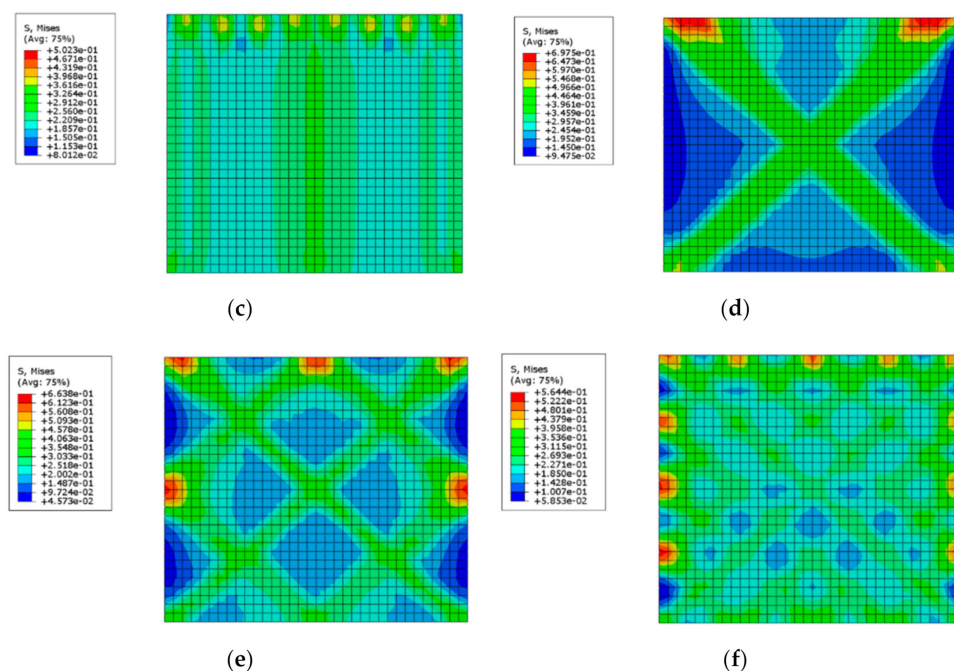 S, Mises
(Avg: 75%)
+5.023e-01
+4.671e-01
+4.319e-01
+3.968e-01
+3.616e-01
+3.264e-01
+2.912e-01
+2.560e-01
+2.209e-01
+1.857e-01
+1.505e-01
+1.153e-01
+8.012e-02
S, Mises
(Avg: 75%)
+6.975e-01
+6.473e-01
+5.970e-01
+5.468e-01
+4.966e-01
+4.464e-01
+3.961e-01
+3.459e-01
+2.957e-01
+2.454e-01
+1.952e-01
+1.450e-01
+9.475e-02
(c)
(d)
S, Mises
(Avg: 75%)
+6.638e-01
+6.123e-01
+5.608e-01
+5.093e-01
+4.578e-01
+4.063e-01
+3.548e-01
+3.033e-01
+2.518e-01
+2.002e-01
+1.487e-01
+9.724e-02
+4.573e-02
S, Mises
(Avg: 75%)
+5.644e-01
+5.222e-01
+4.801e-01
+4.379e-01
+3.958e-01
+3.536e-01
+3.115e-01
+2.693e-01
+2.271e-01
+1.850e-01
+1.428e-01
+1.007e-01
+5.853e-02
(e)
(f)